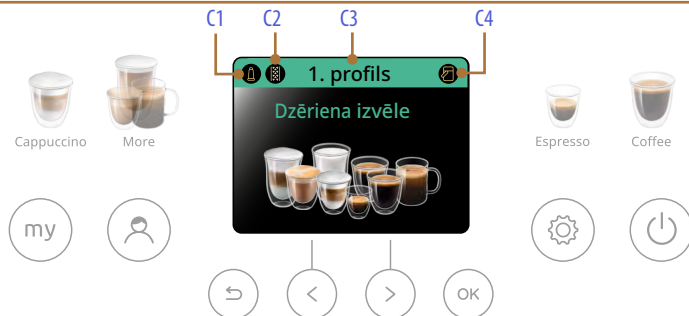 C1 C2 C3 C4
1. profils
Dzēriena izvēle
Cappuccino More Espresso Coffee
my
OK